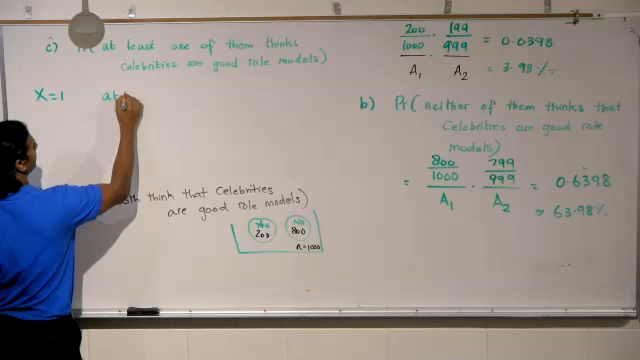 c) at least one of them thinks
Celebrities are good role models)
X=1 at
both think that Celebrities
are good role models)
Yes No
200 800
n=1000
200/1000 · 199/999 = 0.0398
A1 A2 = 3.98%
b) Pr( neither of them thinks that
Celebrities are good role
models)
= 800/1000 · 799/999 = 0.6398
A1 A2 ≈ 63.98%